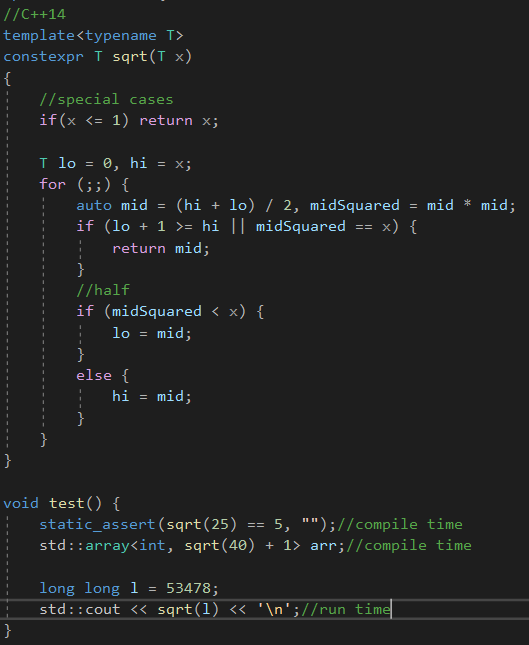 //C++14
template<typename T>
constexpr T sqrt(T x)
{
    //special cases
    if(x <= 1) return x;

    T lo = 0, hi = x;
    for (;;) {
        auto mid = (hi + lo) / 2, midSquared = mid * mid;
        if (lo + 1 >= hi || midSquared == x) {
            return mid;
        }
        //half
        if (midSquared < x) {
            lo = mid;
        }
        else {
            hi = mid;
        }
    }
}

void test() {
    static_assert(sqrt(25) == 5, "");//compile time
    std::array<int, sqrt(40) + 1> arr;//compile time

    long long l = 53478;
    std::cout << sqrt(l) << '\n';//run time
}